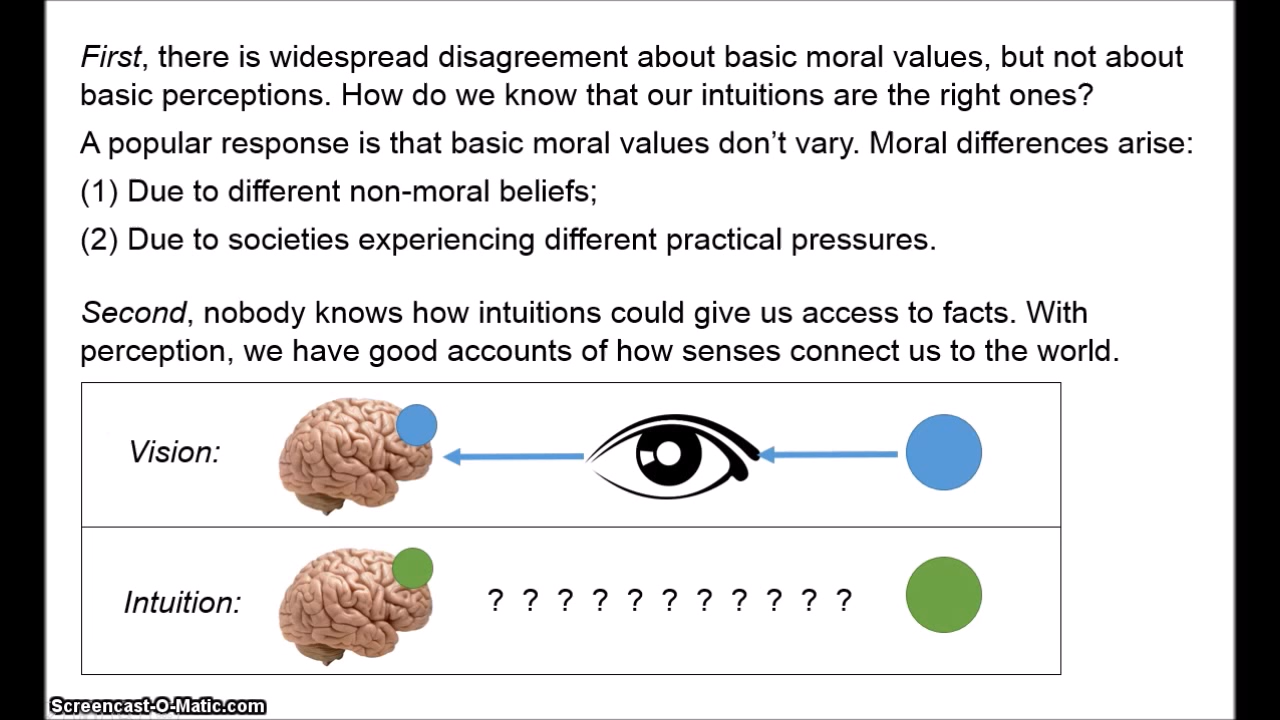 First, there is widespread disagreement about basic moral values, but not about
basic perceptions. How do we know that our intuitions are the right ones?
A popular response is that basic moral values don’t vary. Moral differences arise:
(1) Due to different non-moral beliefs;
(2) Due to societies experiencing different practical pressures.
Second, nobody knows how intuitions could give us access to facts. With
perception, we have good accounts of how senses connect us to the world.
Vision:
Intuition: ? ? ? ? ? ? ? ? ? ? ?
Screencast-O-Matic.com